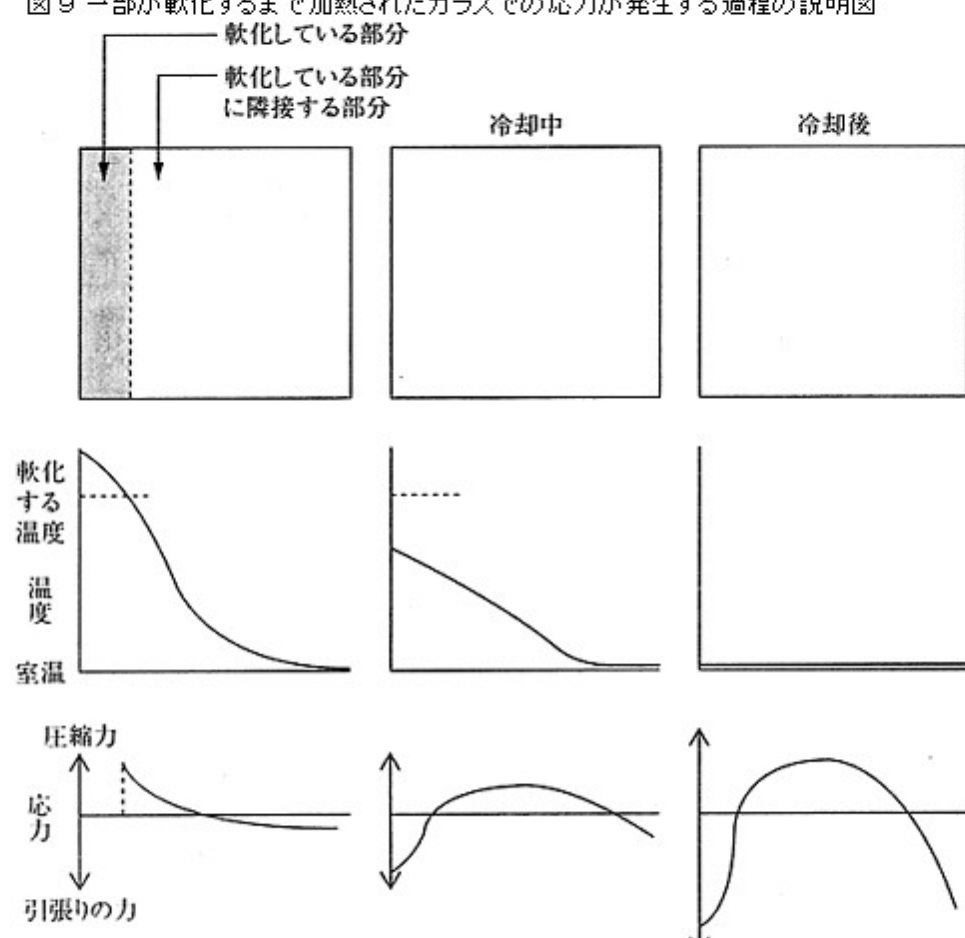 図9 一部が軟化するまで加熱されたガラスでの応力が発生する過程の説明図
軟化している部分
軟化している部分
に隣接する部分
冷却中
冷却後
軟化
する
温度
温
度
室温
圧縮力
応
力
引張りの力